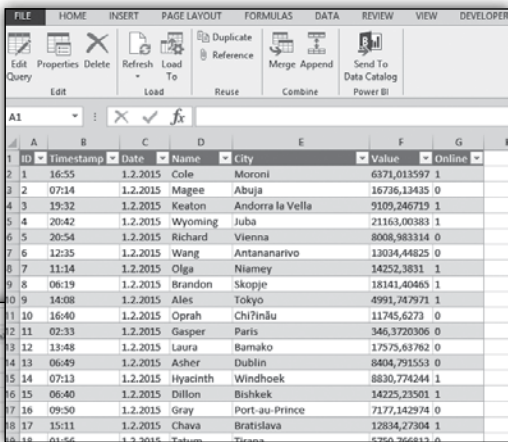 FILE HOME INSERT PAGE LAYOUT FORMULAS DATA REVIEW VIEW DEVELOPER
Edit Query Properties Delete Refresh Load To Duplicate Reference Merge Append Send To Data Catalog
Edit Load Reuse Combine Power BI
A1 fx
A B C D E F G
1 ID Timestamp Date Name City Value Online
2 1 16:55 1.2.2015 Cole Moroni 6371,013597 1
3 2 07:14 1.2.2015 Magee Abuja 16736,13435 0
4 3 19:32 1.2.2015 Keaton Andorra la Vella 9109,246719 1
5 4 20:42 1.2.2015 Wyoming Juba 21163,00383 1
6 5 20:54 1.2.2015 Richard Vienna 8008,983314 0
7 6 12:35 1.2.2015 Wang Antananarivo 13034,44825 0
8 7 11:14 1.2.2015 Olga Niamey 14252,3831 1
9 8 06:19 1.2.2015 Brandon Skopje 18141,40465 1
10 9 14:08 1.2.2015 Ales Tokyo 4991,747971 1
11 10 16:40 1.2.2015 Oprah Chi?inău 11745,6273 0
12 11 02:33 1.2.2015 Gasper Paris 346,3720306 0
13 12 13:48 1.2.2015 Laura Bamako 17575,63762 0
14 13 06:49 1.2.2015 Asher Dublin 8404,791553 0
15 14 07:13 1.2.2015 Hyacinth Windhoek 8830,774244 1
16 15 06:40 1.2.2015 Dillon Bishkek 14225,23501 1
17 16 09:50 1.2.2015 Gray Port-au-Prince 7177,142974 0
18 17 15:11 1.2.2015 Chava Bratislava 12834,27304 1
19 18 01:56 1.2.2015 Tatum Tirana 5750,766812 0